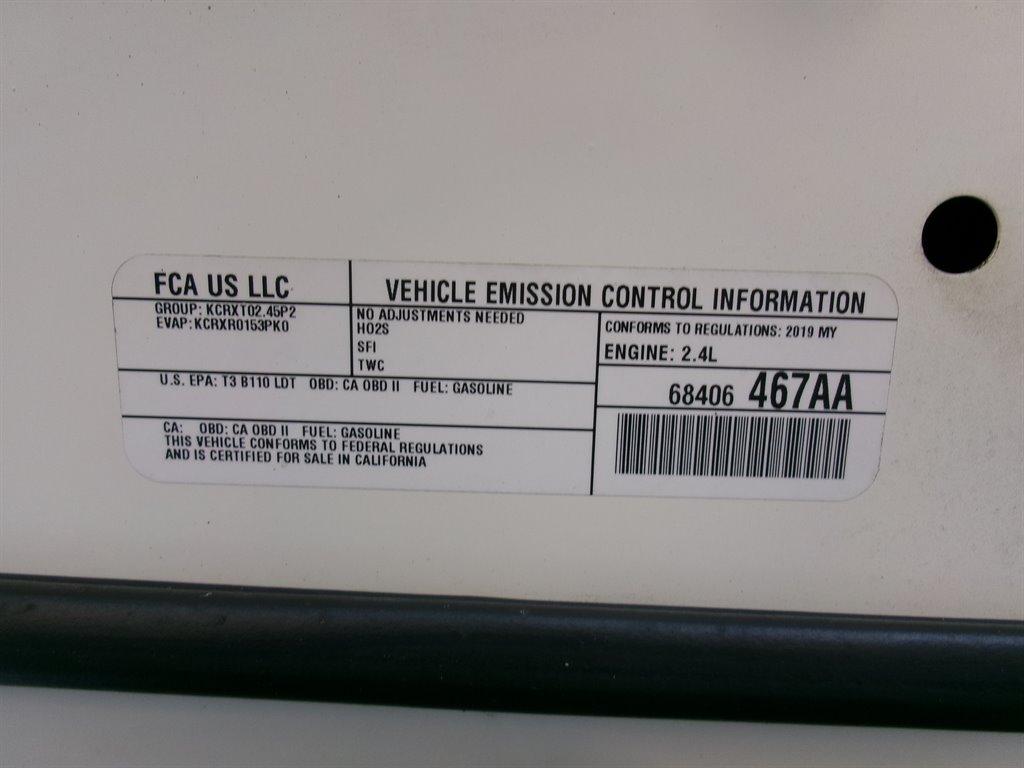 FCA US LLC
VEHICLE EMISSION CONTROL INFORMATION
GROUP: KCRXT02.45P2
EVAP: KCRXR0153PK0
NO ADJUSTMENTS NEEDED
HO2S
SFI
TWC
CONFORMS TO REGULATIONS: 2019 MY
ENGINE: 2.4L
U.S. EPA: T3 B110 LDT OBD: CA OBD II FUEL: GASOLINE
68406 467AA
CA: OBD: CA OBD II FUEL: GASOLINE
THIS VEHICLE CONFORMS TO FEDERAL REGULATIONS
AND IS CERTIFIED FOR SALE IN CALIFORNIA